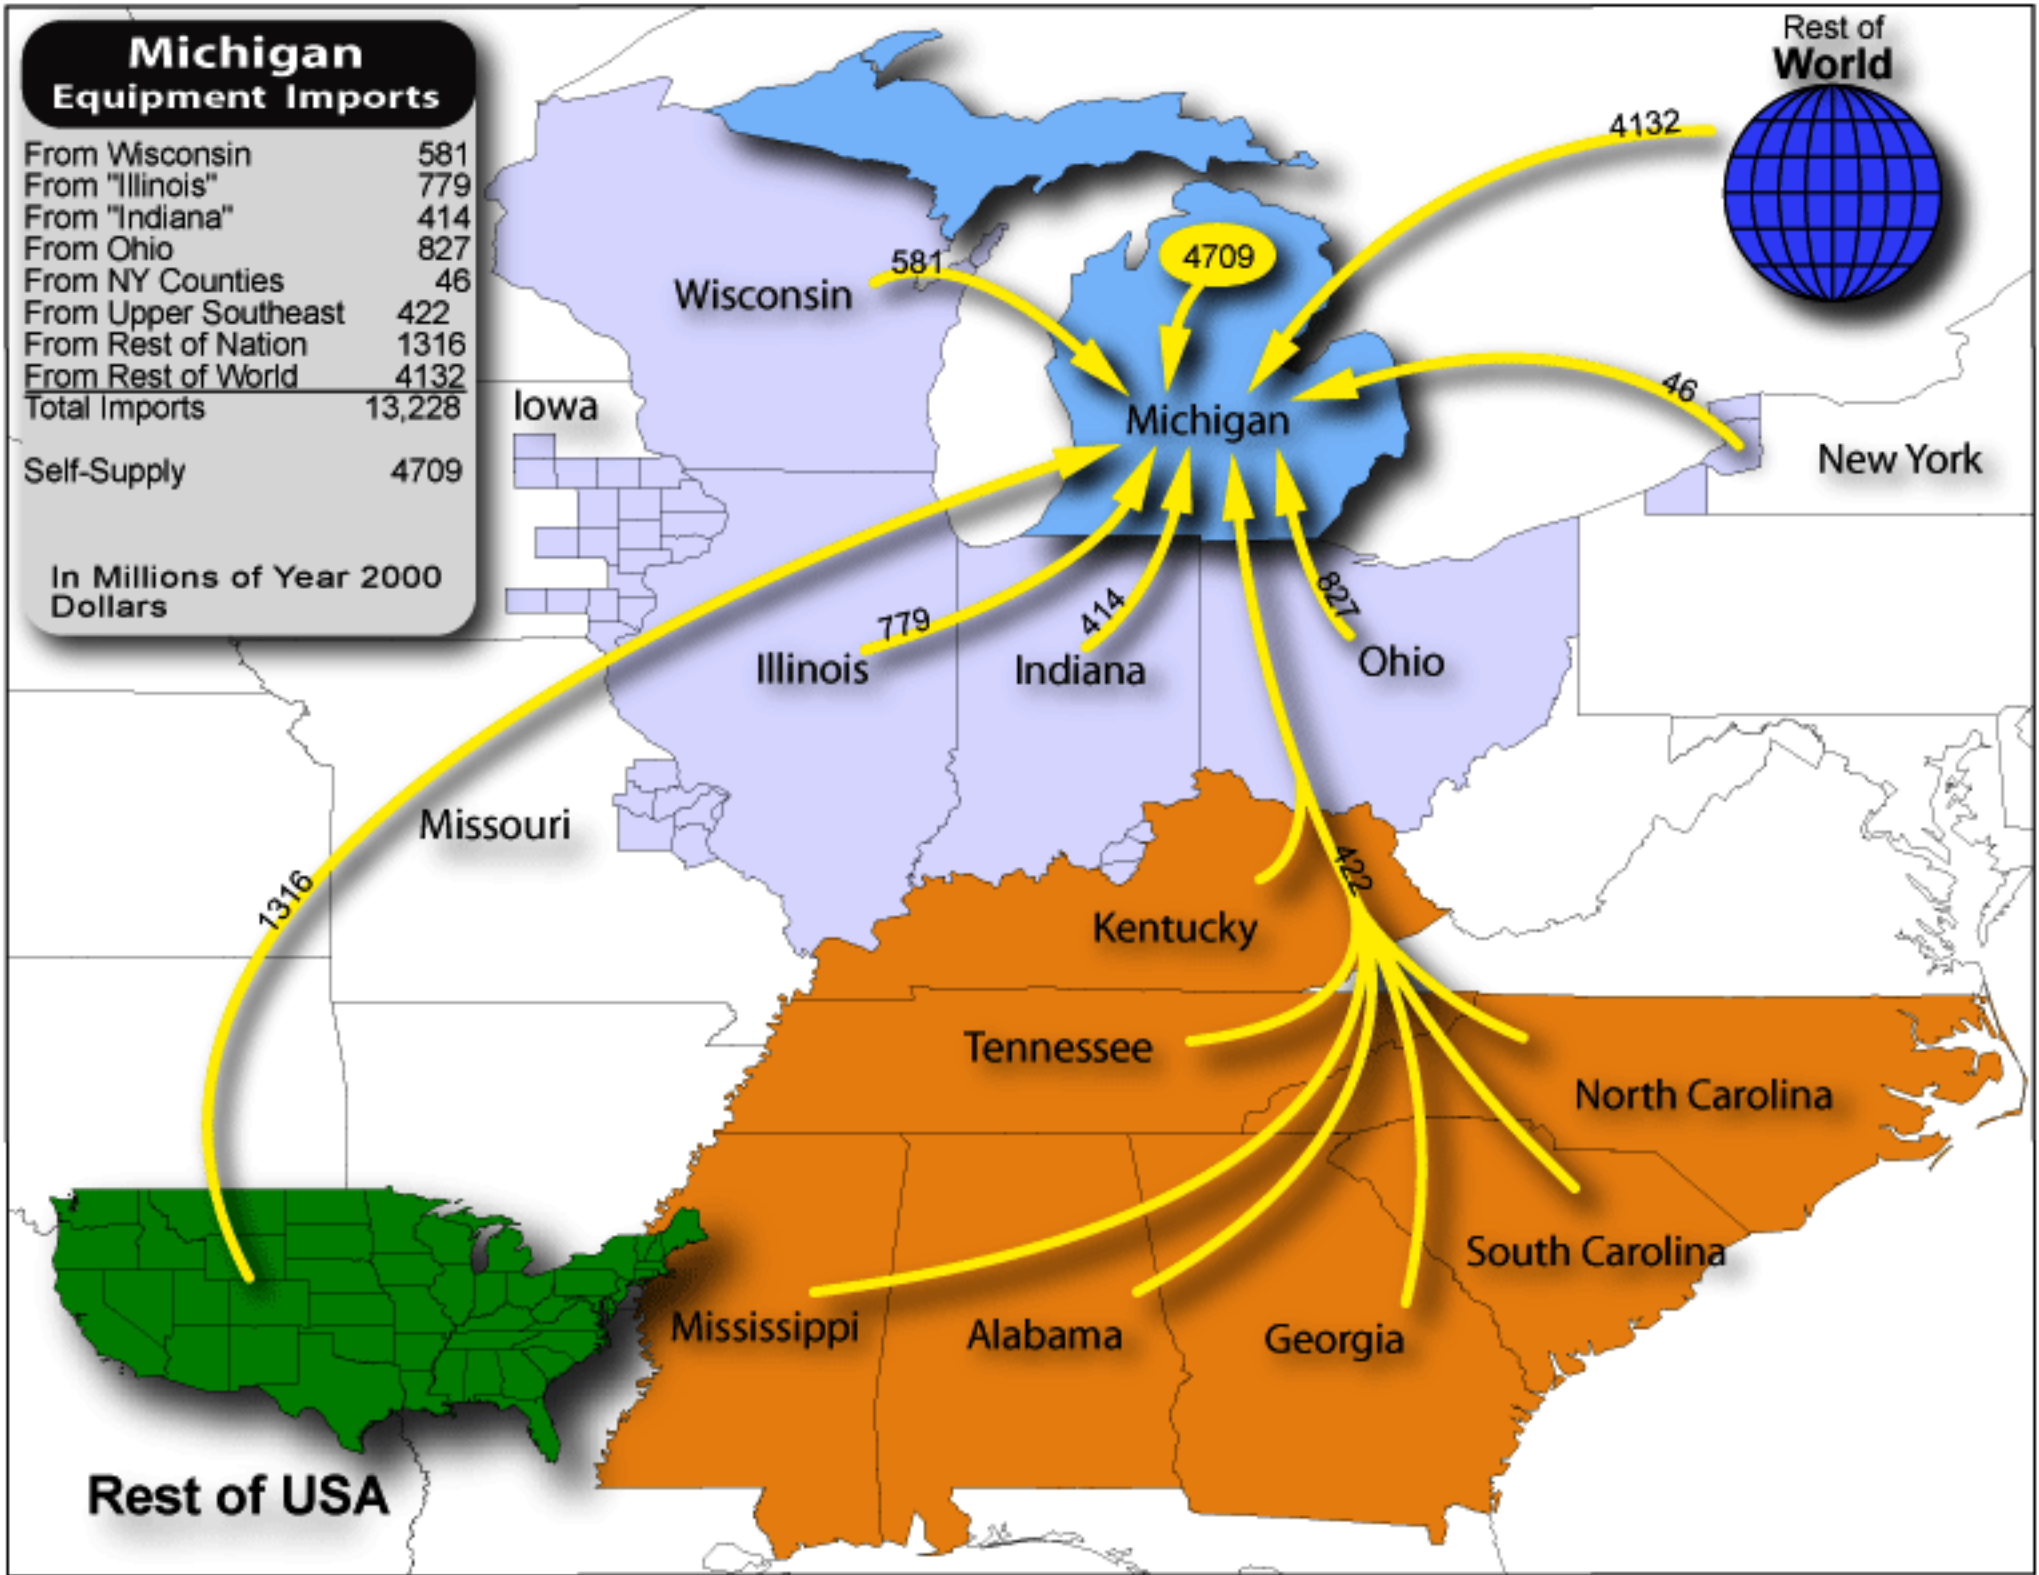 Michigan
Equipment Imports
From Wisconsin 581
From "Illinois" 779
From "Indiana" 414
From Ohio 827
From NY Counties 46
From Upper Southeast 422
From Rest of Nation 1316
From Rest of World 4132
Total Imports 13,228
Self-Supply 4709
In Millions of Year 2000
Dollars
Rest of
World
4132
4709
581
Wisconsin
46
Iowa
Michigan
New York
827
414
779
Illinois
Indiana
Ohio
Missouri
422
1316
Kentucky
Tennessee
North Carolina
South Carolina
Mississippi
Alabama
Georgia
Rest of USA